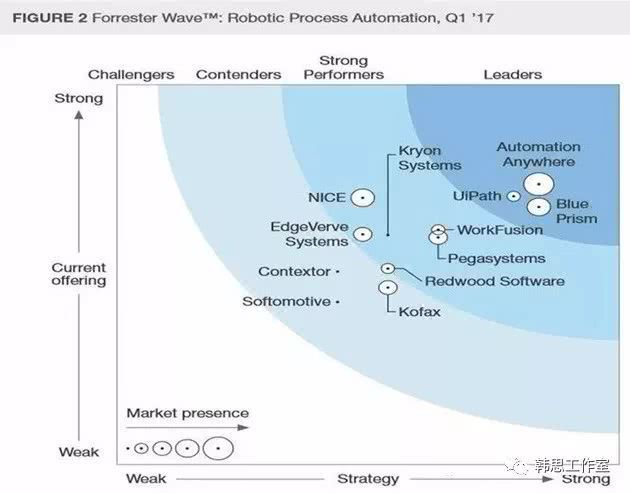 FIGURE 2 Forrester Wave™: Robotic Process Automation, Q1 '17
Challengers
Contenders
Strong
Performers
Leaders
Strong
Kryon
Systems
Automation
Anywhere
NICE
UiPath
Blue
Prism
EdgeVerve
Systems
WorkFusion
Pegasystems
Current
offering
Contextor
Redwood Software
Softomotive
Kofax
Market presence
Weak
Weak
Strategy
Strong
韩思工作室